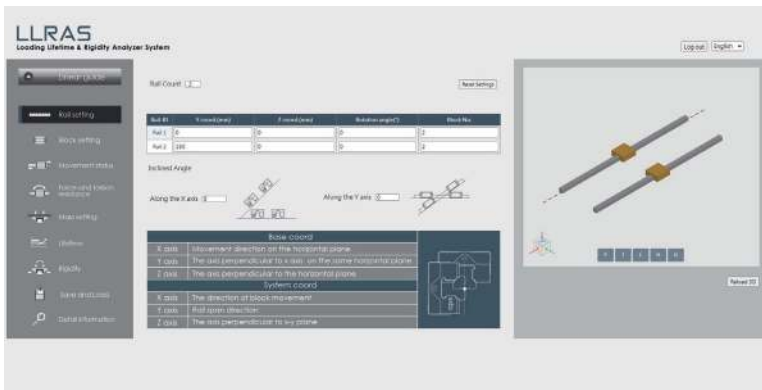 LLRAS
Loading Lifetime & Rigidity Analyzer System
Log out English
Linear guide
Rail setting
Block setting
Movement status
Force and torsion resistance
Mass setting
Lifetime
Rigidity
Save and Load
Detail information
Rail Count 2
Reset Settings
Rail ID Y coord.(mm) Z coord.(mm) Rotation angle(°) Block No.
Rail 1 0 0 0 2
Rail 2 0 0 2
Inclined Angle
Along the X axis
Along the Y axis 0
Base coord
X axis Movement direction on the horizontal plane
Y axis The axis perpendicular to x axis on the same horizontal plane
Z axis The axis perpendicular to the horizontal plane
System coord
X axis The direction of block movement
Y axis Rail span direction
Z axis The axis perpendicular to x-y plane
Reload 3D